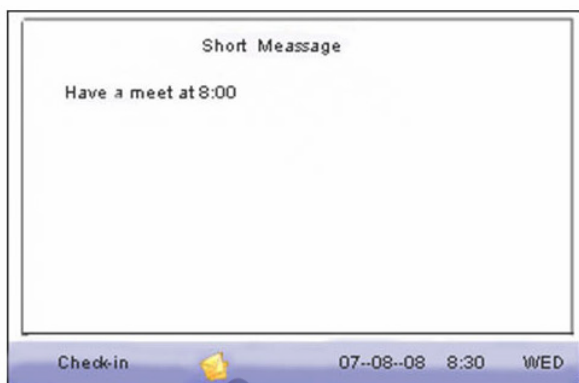 Short Meassage
Have a meet at 8:00
Check-in 07--08--08 8:30 WED